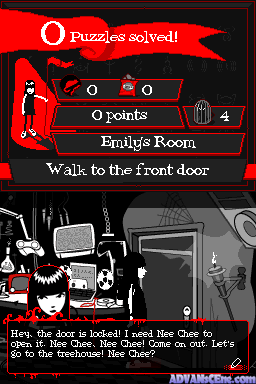 0 Puzzles solved!
0 0
0 points 4
Emilys Room
Walk to the front door
Hey, the door is locked! I need Nee Chee to
open it. Nee Chee, Nee Chee! Come on out. Let's
go to the treehouse! Nee Chee?
ADVANsCEne.com